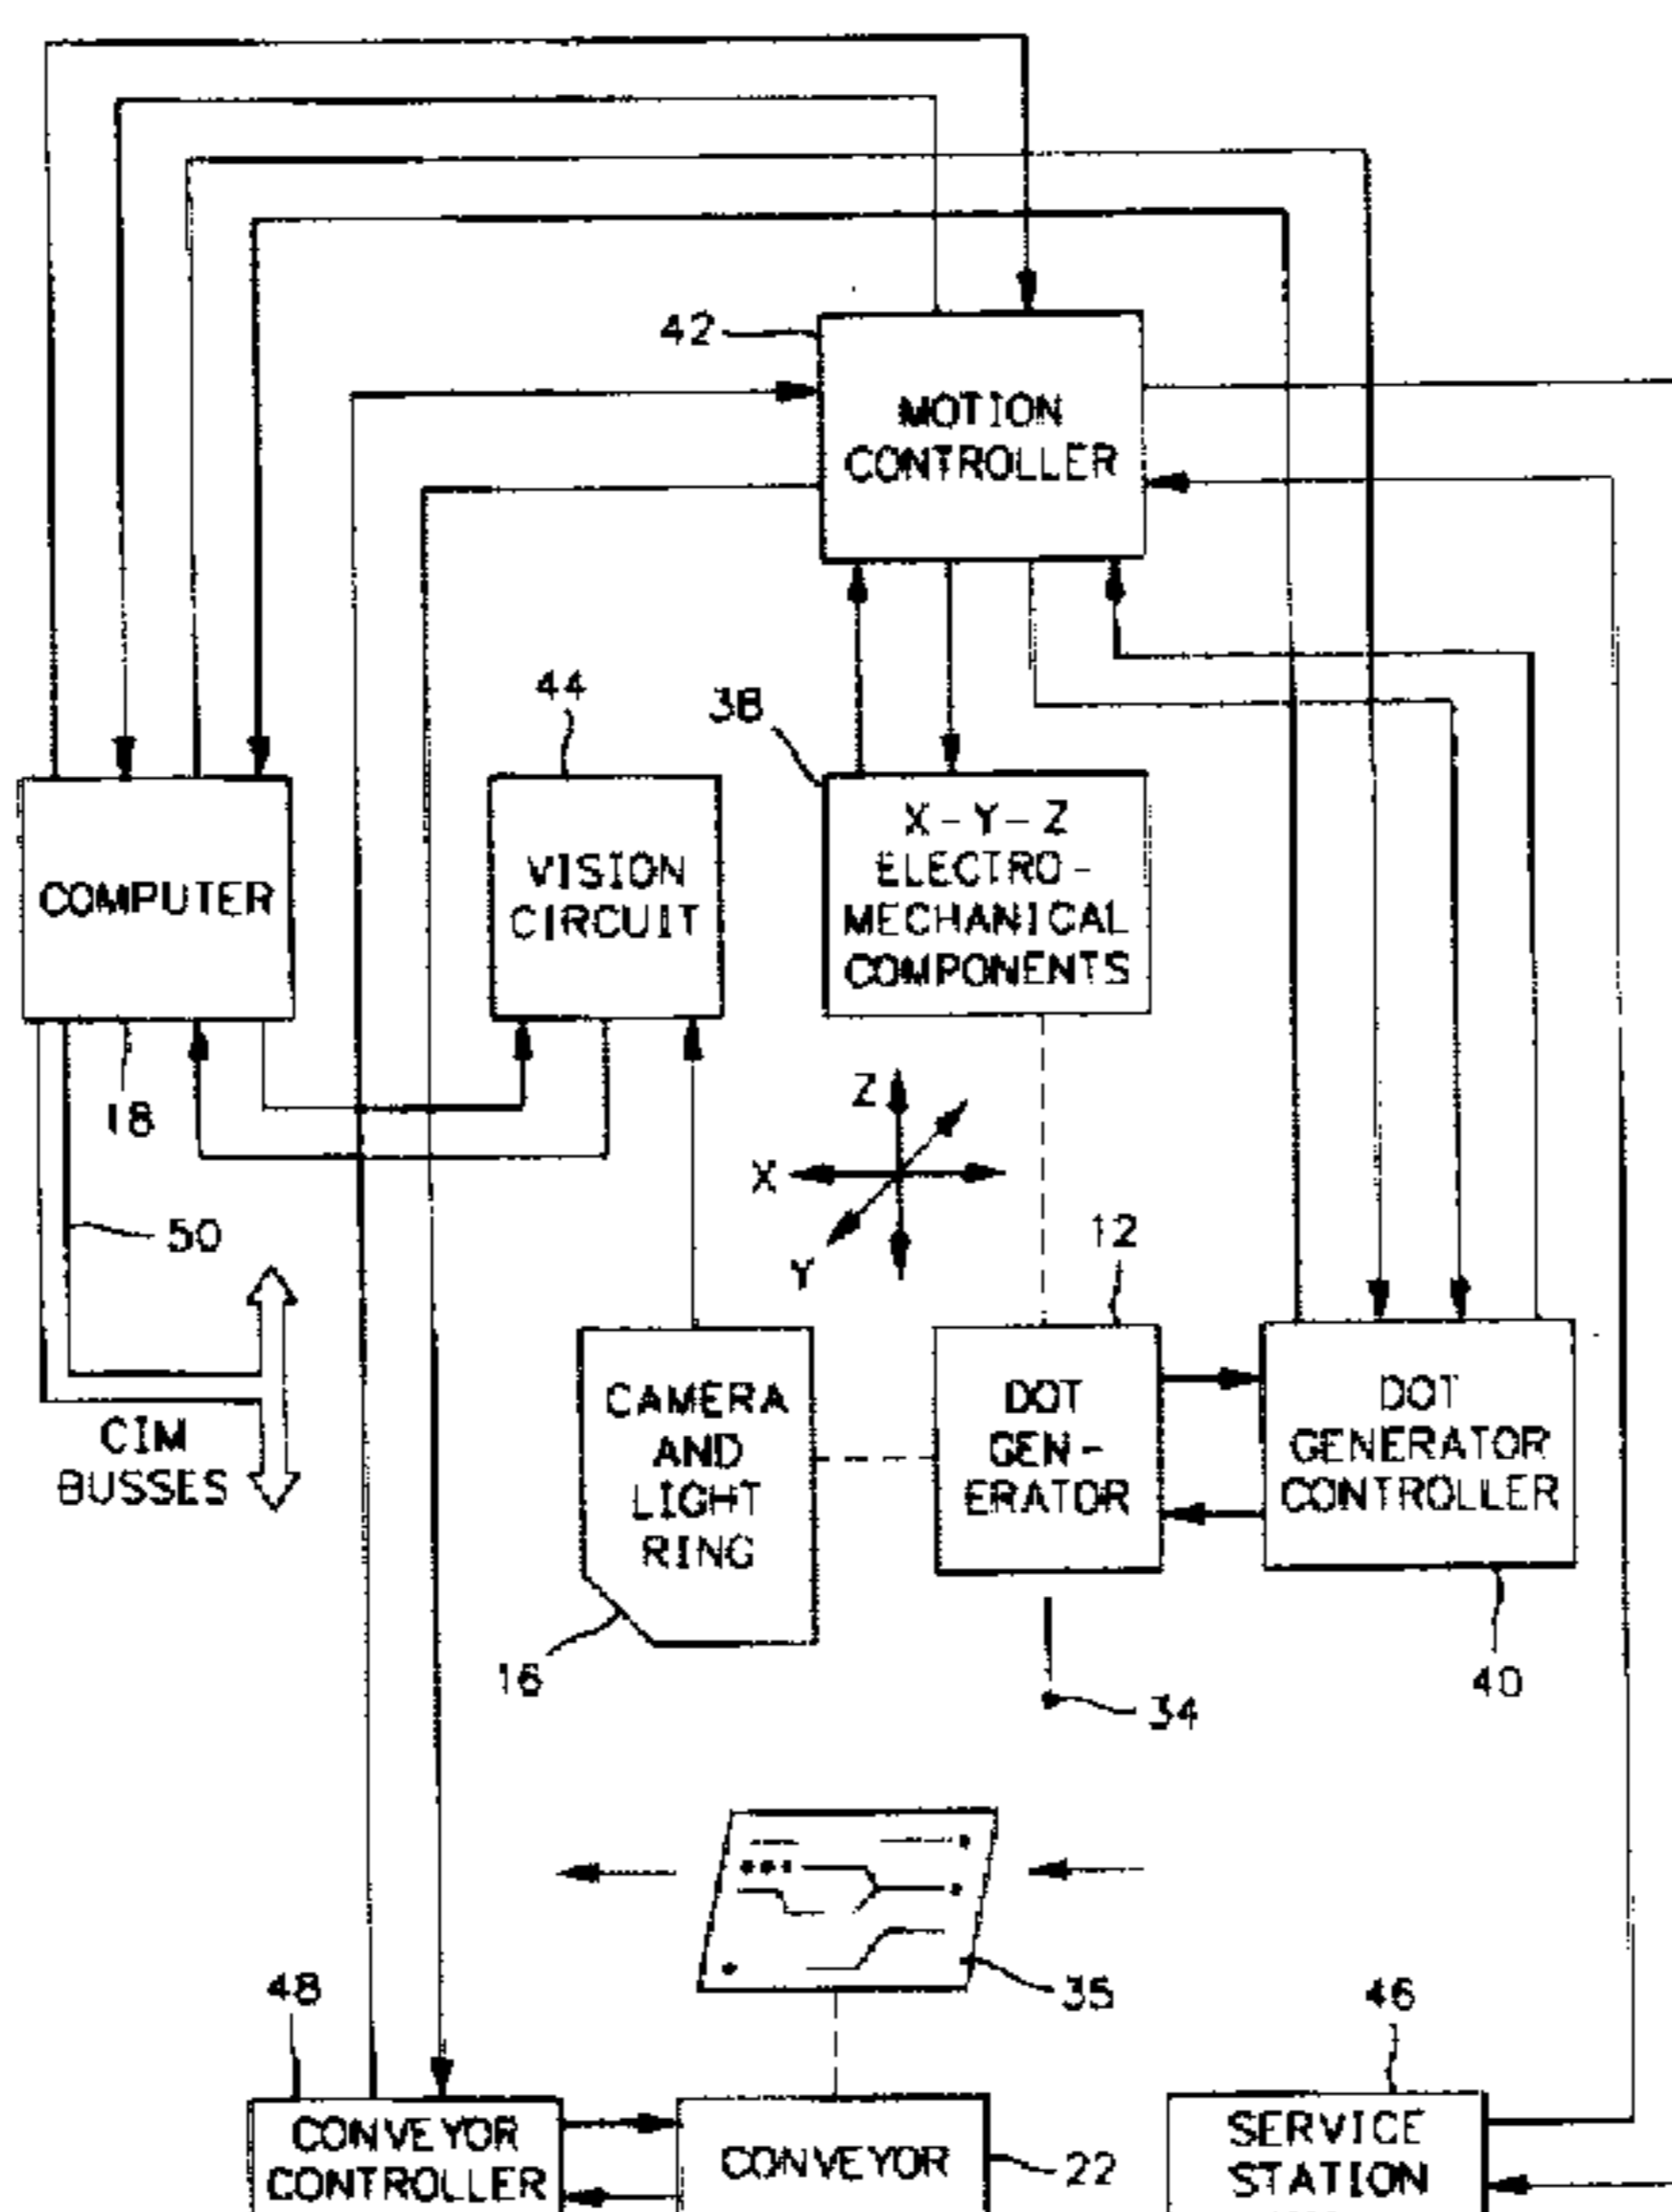 42
MOTION
CONTROLLER
44
38
COMPUTER
VISION
CIRCUIT
X-Y-Z
ELECTRO-
MECHANICAL
COMPONENTS
18
Z
X
Y
50
12
CIM
BUSSES
CAMERA
AND
LIGHT
RING
DOT
GEN-
ERATOR
DOT
GENERATOR
CONTROLLER
16
34
40
35
48
46
CONVEYOR
CONTROLLER
CONVEYOR
22
SERVICE
STATION